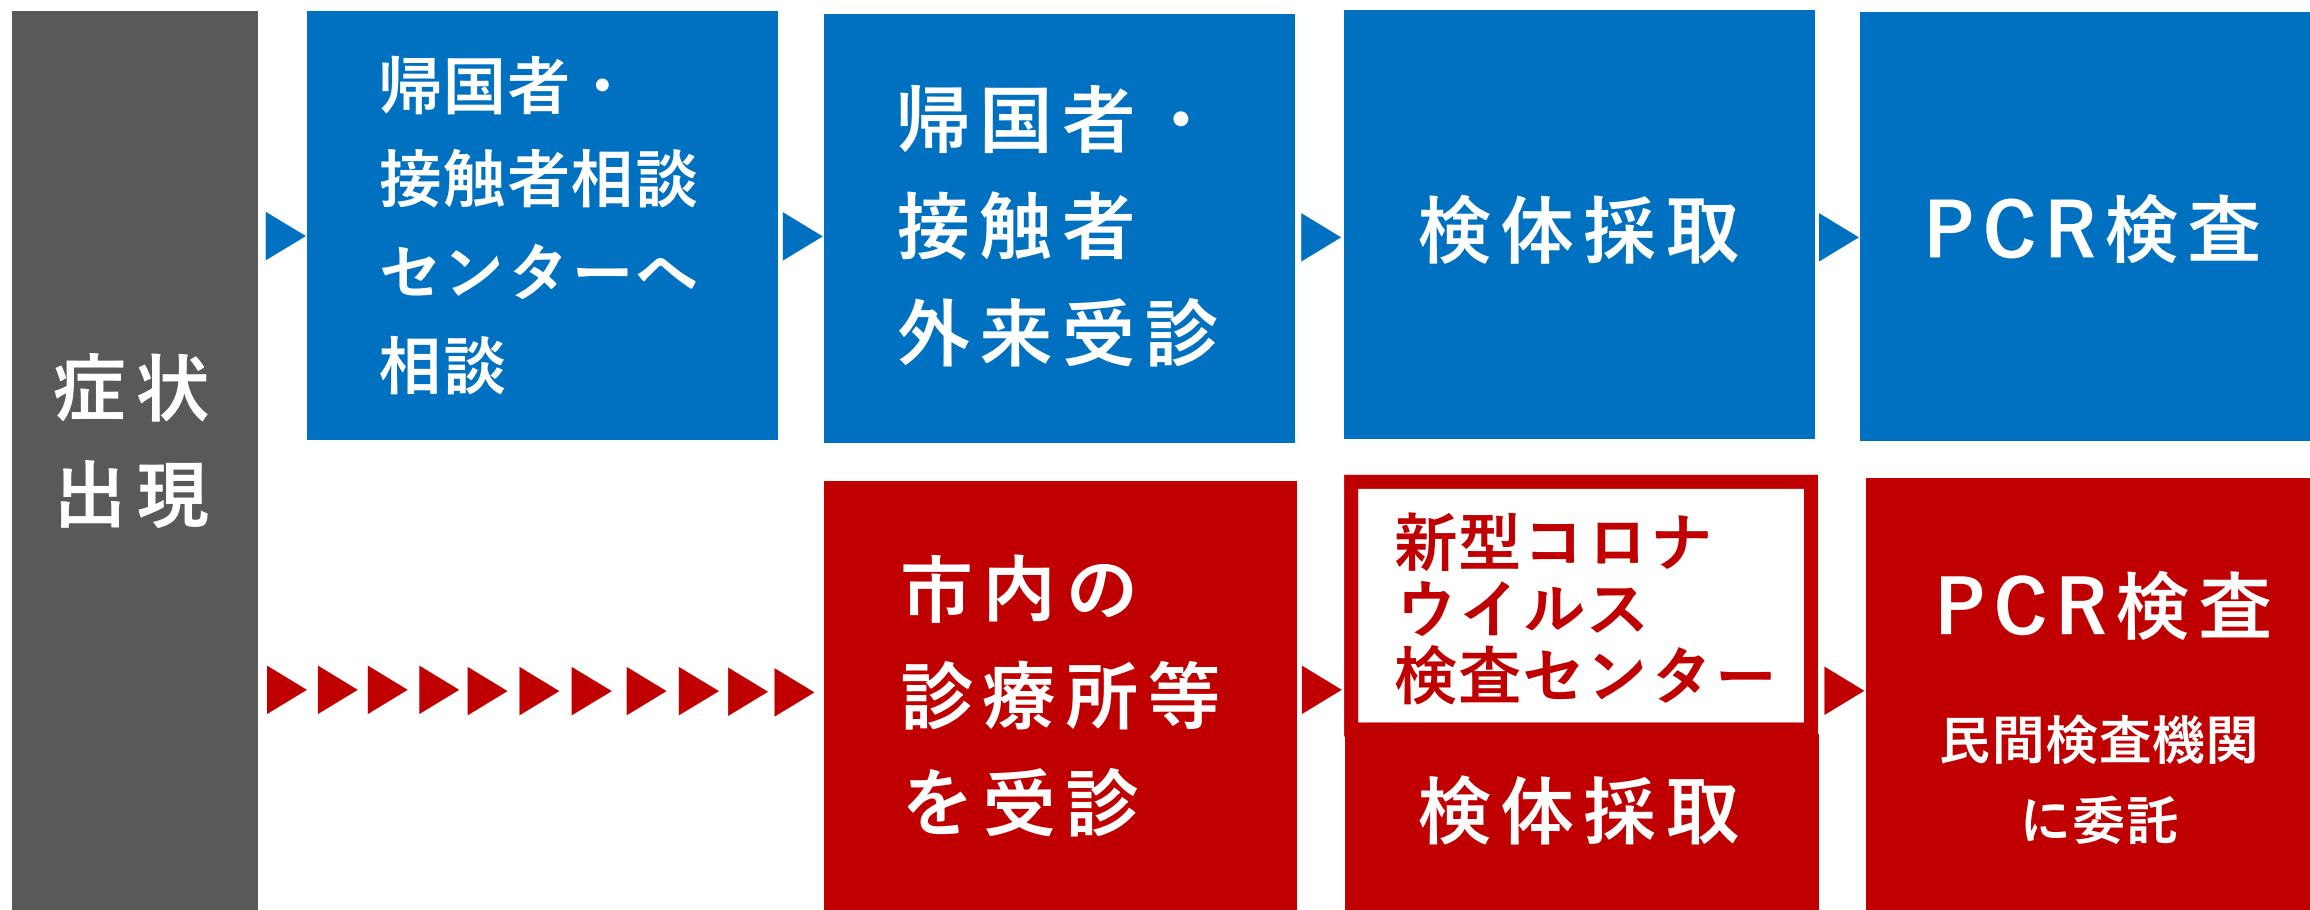 症状
出現
帰国者・
接触者相談
センターへ
相談
帰国者・
接触者
外来受診
検体採取
PCR検査
市内の
診療所等
を受診
新型コロナ
ウイルス
検査センター
検体採取
PCR検査
民間検査機関
に委託